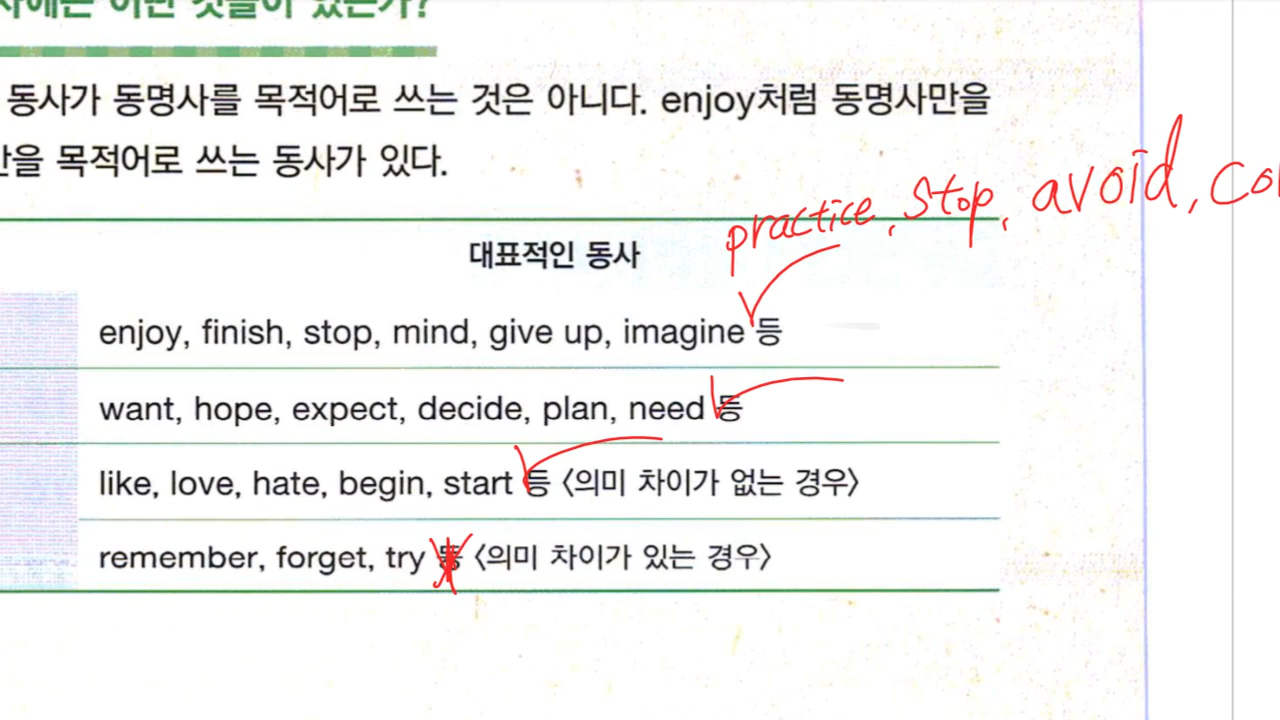 동사가 동명사를 목적어로 쓰는 것은 아니다. enjoy처럼 동명사만을
만을 목적어로 쓰는 동사가 있다.
practice, stop, avoid,
대표적인 동사
enjoy, finish, stop, mind, give up, imagine 등
want, hope, expect, decide, plan, need 등
like, love, hate, begin, start 등 〈의미 차이가 없는 경우〉
remember, forget, try 등 〈의미 차이가 있는 경우〉